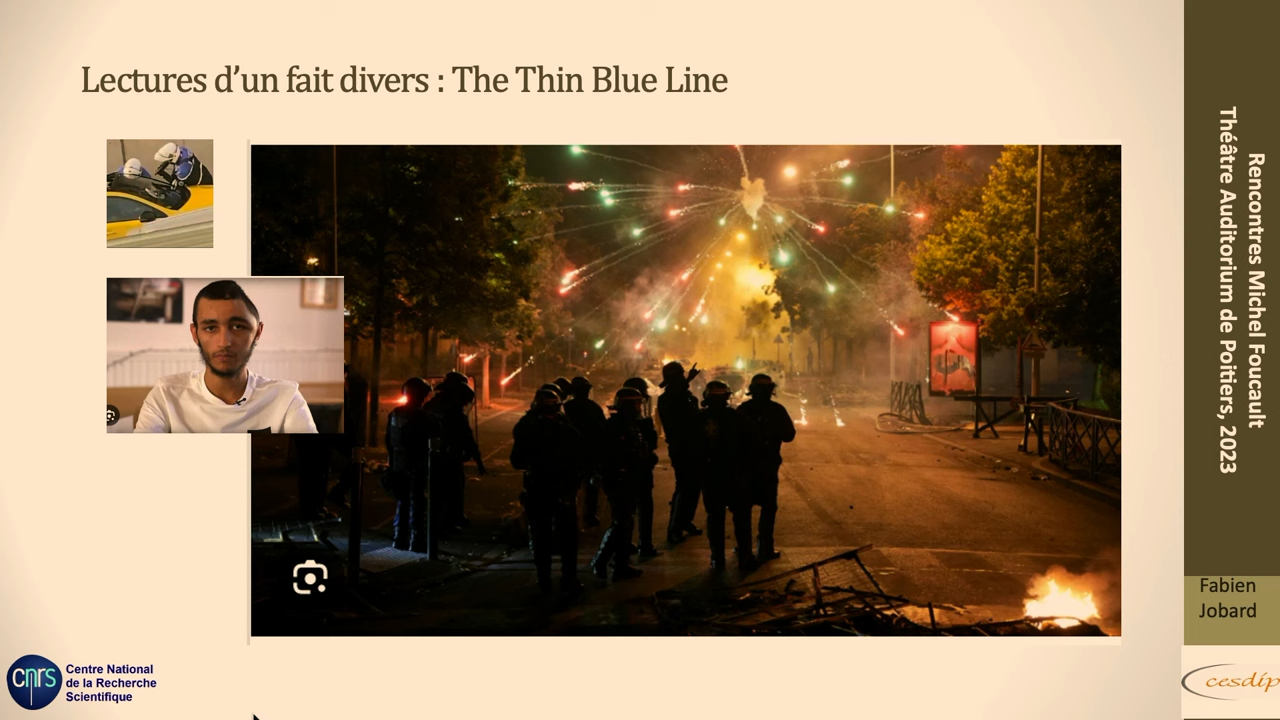 Lectures d’un fait divers : The Thin Blue Line
Rencontres Michel Foucault
Théâtre Auditorium de Poitiers, 2023
Fabien
Jobard
cnrs
Centre National
de la Recherche
Scientifique
cesdip